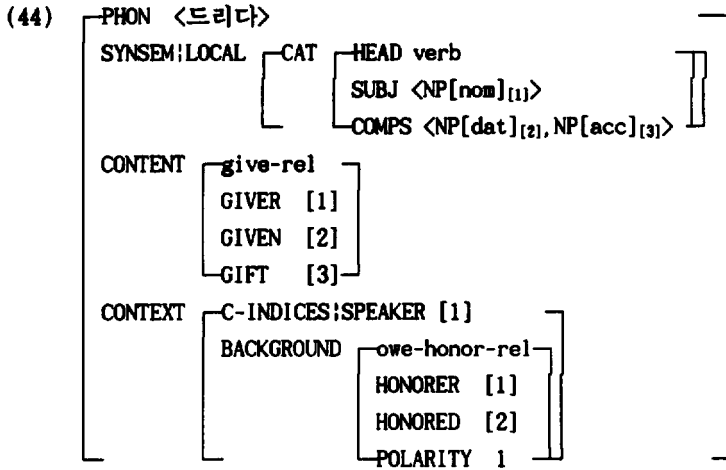 (44) PHON <드리다>
SYNSEM¦LOCAL CAT HEAD verb
SUBJ <NP[nom][1]>
COMPS <NP[dat][2],NP[acc][3]>
CONTENT give-rel
GIVER [1]
GIVEN [2]
GIFT [3]
CONTEXT C-INDICES¦SPEAKER [1]
BACKGROUND owe-honor-rel
HONORER [1]
HONORED [2]
POLARITY 1